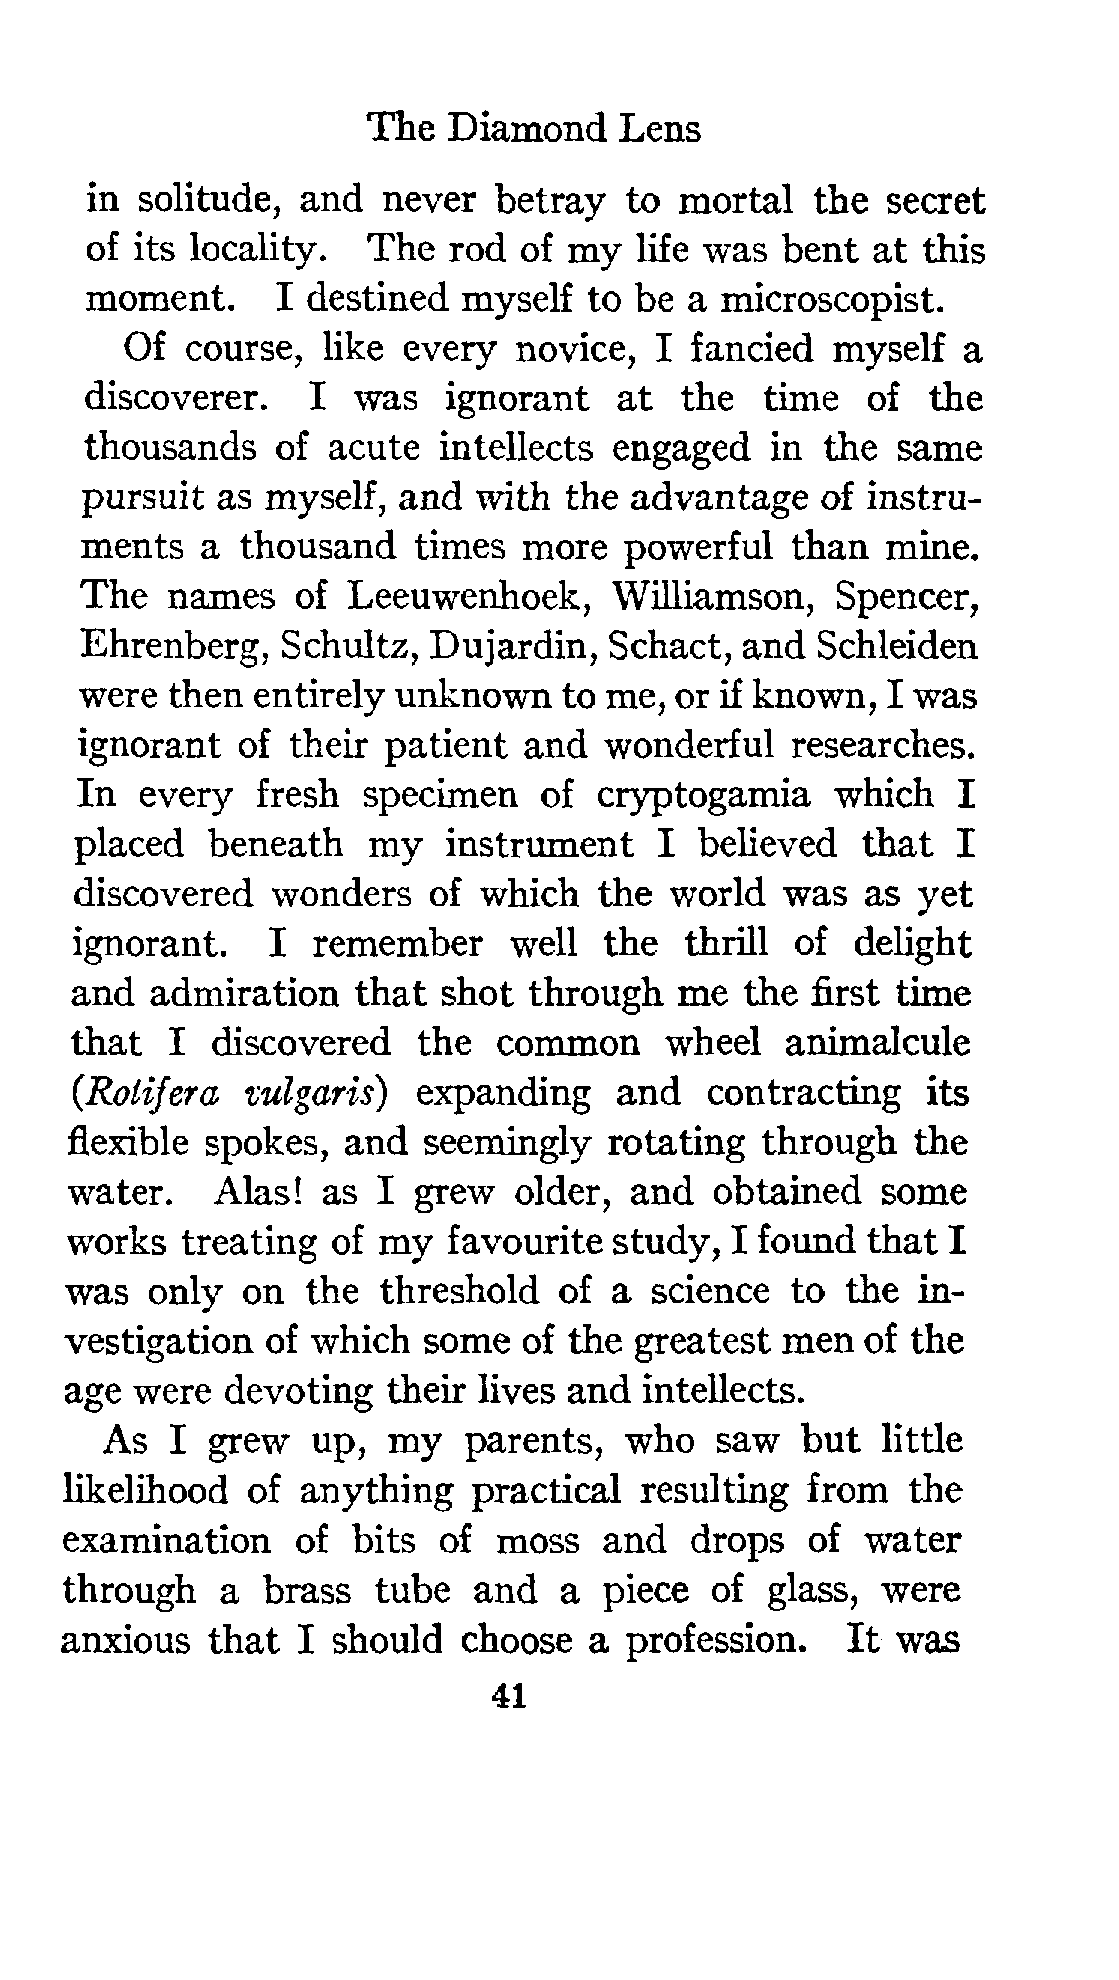 The Diamond Lens
in solitude, and never betray to mortal the secret
of its locality. The rod of my life was bent at this
moment. I destined myself to be a microscopist.
Of course, like every novice, I fancied myself a
discoverer. I was ignorant at the time of the
thousands of acute intellects engaged in the same
pursuit as myself, and with the advantage of instru-
ments a thousand times more powerful than mine.
The names of Leeuwenhoek, Williamson, Spencer,
Ehrenberg, Schultz, Dujardin, Schact, and Schleiden
were then entirely unknown to me, or if known, I was
ignorant of their patient and wonderful researches.
In every fresh specimen of cryptogamia which I
placed beneath my instrument I believed that I
discovered wonders of which the world was as yet
ignorant. I remember well the thrill of delight
and admiration that shot through me the first time
that I discovered the common wheel animalcule
(Rotifera vulgaris) expanding and contracting its
flexible spokes, and seemingly rotating through the
water. Alas! as I grew older, and obtained some
works treating of my favourite study, I found that I
was only on the threshold of a science to the in-
vestigation of which some of the greatest men of the
age were devoting their lives and intellects.
As I grew up, my parents, who saw but little
likelihood of anything practical resulting from the
examination of bits of moss and drops of water
through a brass tube and a piece of glass, were
anxious that I should choose a profession. It was
41